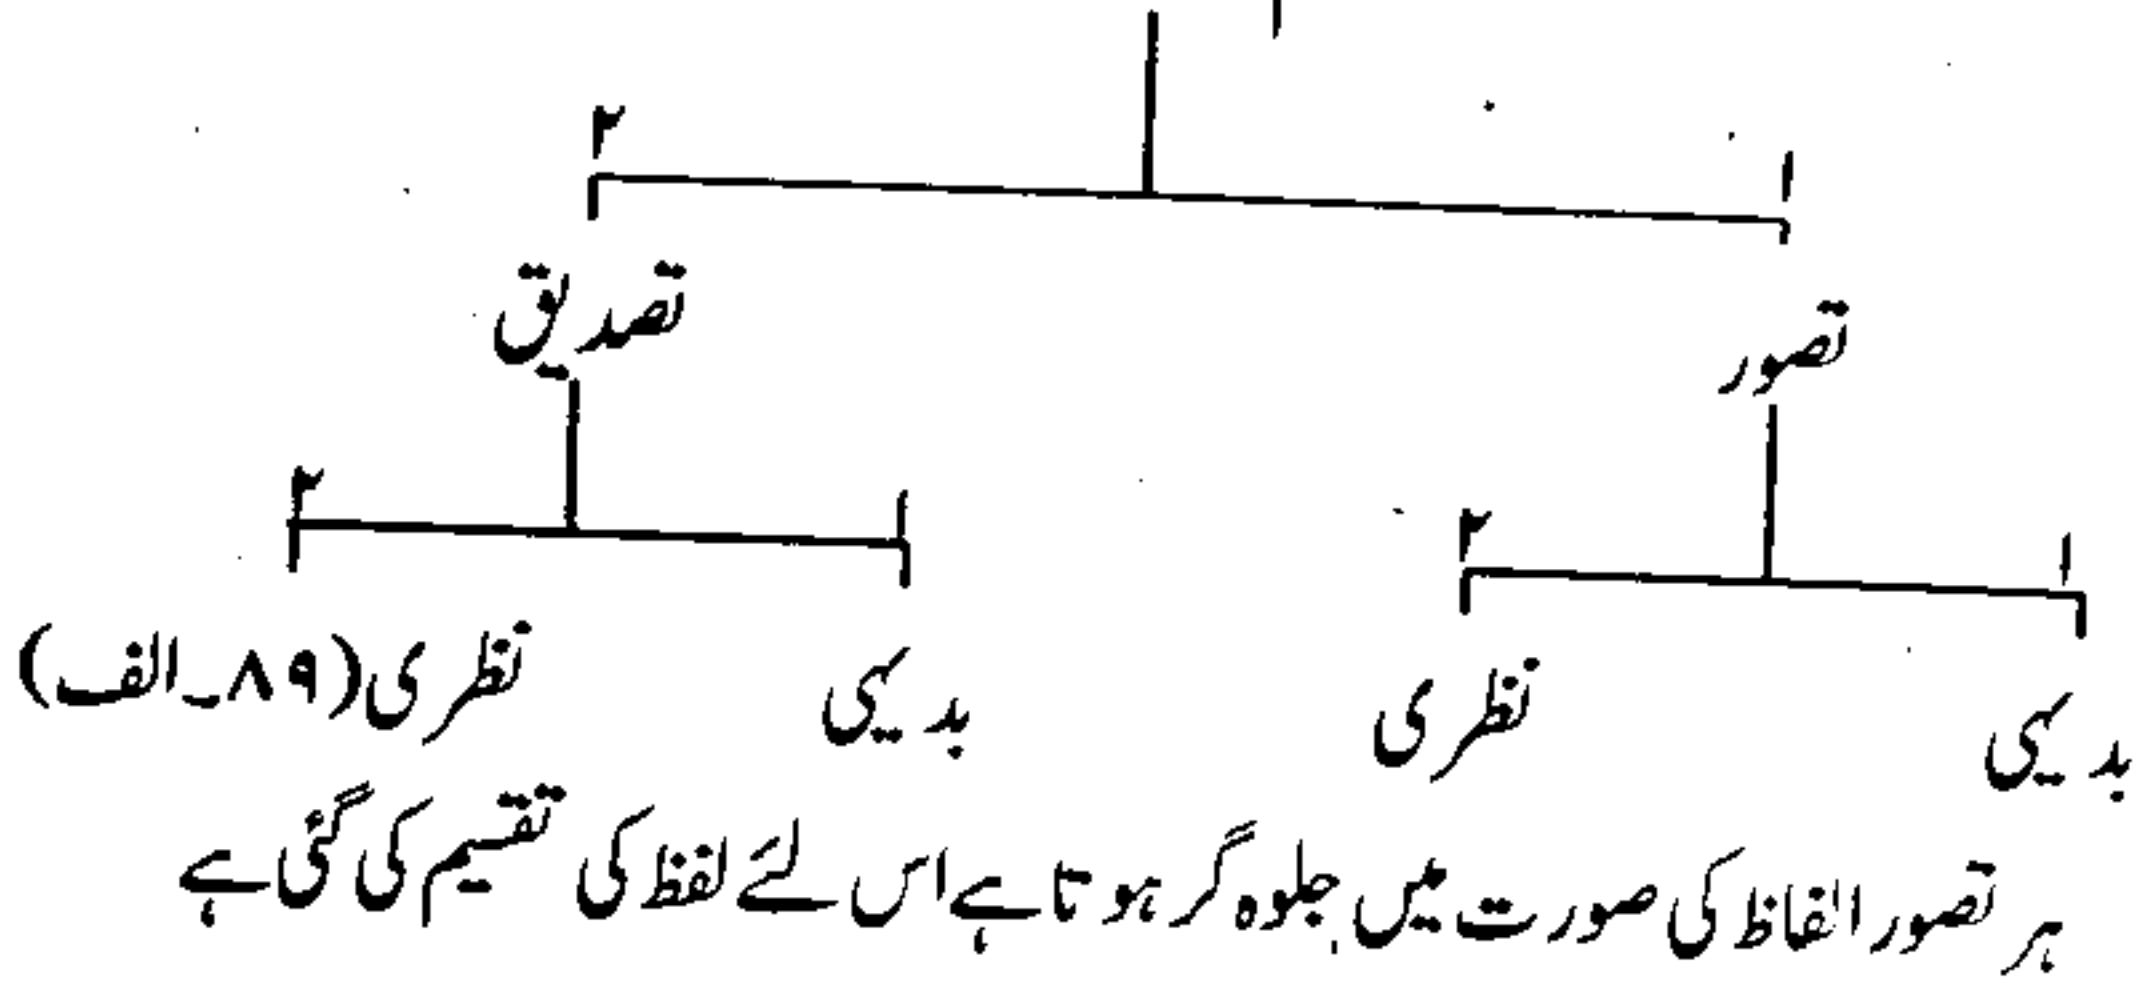 ۱ ۲
تصور تصدیق
۱ ۲ ۱ ۲
بدیہی نظری بدیہی نظری (۸۹۔الف)
ہر تصور الفاظ کی صورت میں جلوہ گر ہوتا ہے اس لئے لفظ کی تقسیم کی گئی ہے